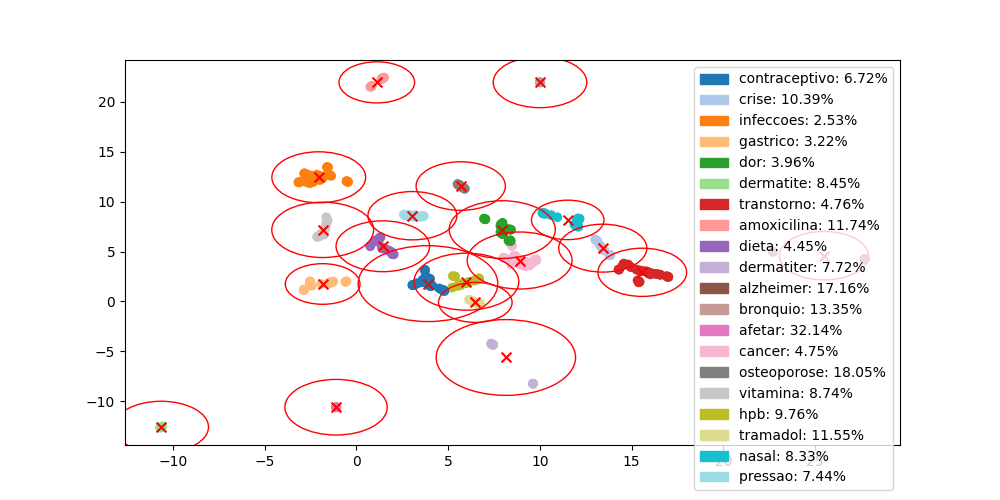 20
15
10
5
0
−5
−10
−10
−5
0
5
10
15
20
25
contraceptivo: 6.72%
crise: 10.39%
infeccoes: 2.53%
gastrico: 3.22%
dor: 3.96%
dermatite: 8.45%
transtorno: 4.76%
amoxicilina: 11.74%
dieta: 4.45%
dermatiter: 7.72%
alzheimer: 17.16%
bronquio: 13.35%
afetar: 32.14%
cancer: 4.75%
osteoporose: 18.05%
vitamina: 8.74%
hpb: 9.76%
tramadol: 11.55%
nasal: 8.33%
pressao: 7.44%